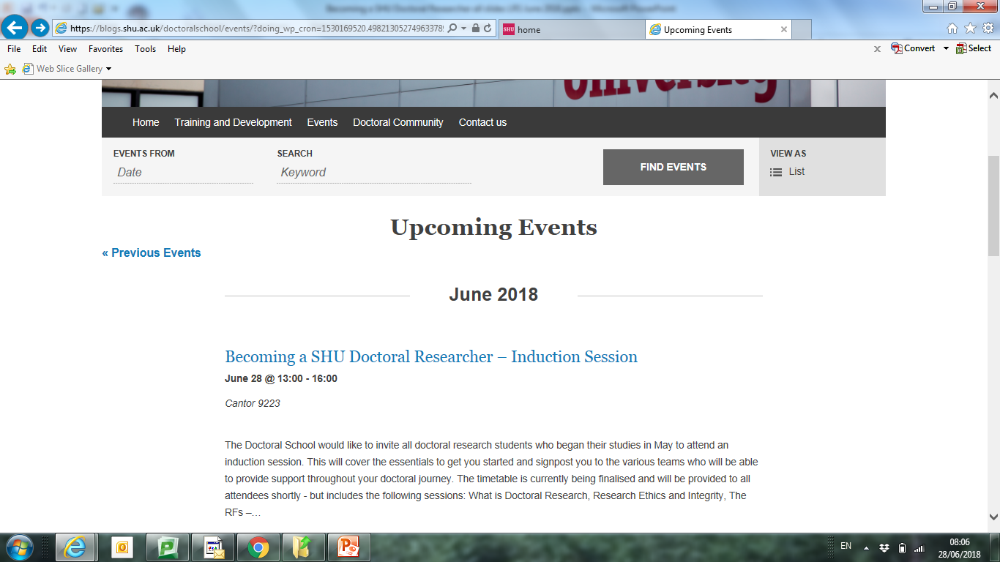 Becoming a SHU Doctoral Researcher all slides LR3 June 2018.pptx - Microsoft PowerPoint
https://blogs.shu.ac.uk/doctoralschool/events/?doing_wp_cron=1530169520.498213052749633789
SHU home
Upcoming Events
File Edit View Favorites Tools Help
Convert Select
Web Slice Gallery
University
Home Training and Development Events Doctoral Community Contact us
EVENTS FROM SEARCH VIEW AS
Date Keyword FIND EVENTS List
Upcoming Events
« Previous Events
June 2018
Becoming a SHU Doctoral Researcher – Induction Session
June 28 @ 13:00 - 16:00
Cantor 9223
The Doctoral School would like to invite all doctoral research students who began their studies in May to attend an
induction session. This will cover the essentials to get you started and signpost you to the various teams who will be able
to provide support throughout your doctoral journey. The timetable is currently being finalised and will be provided to all
attendees shortly - but includes the following sessions: What is Doctoral Research, Research Ethics and Integrity, The
RFs –…
EN 08:06
28/06/2018